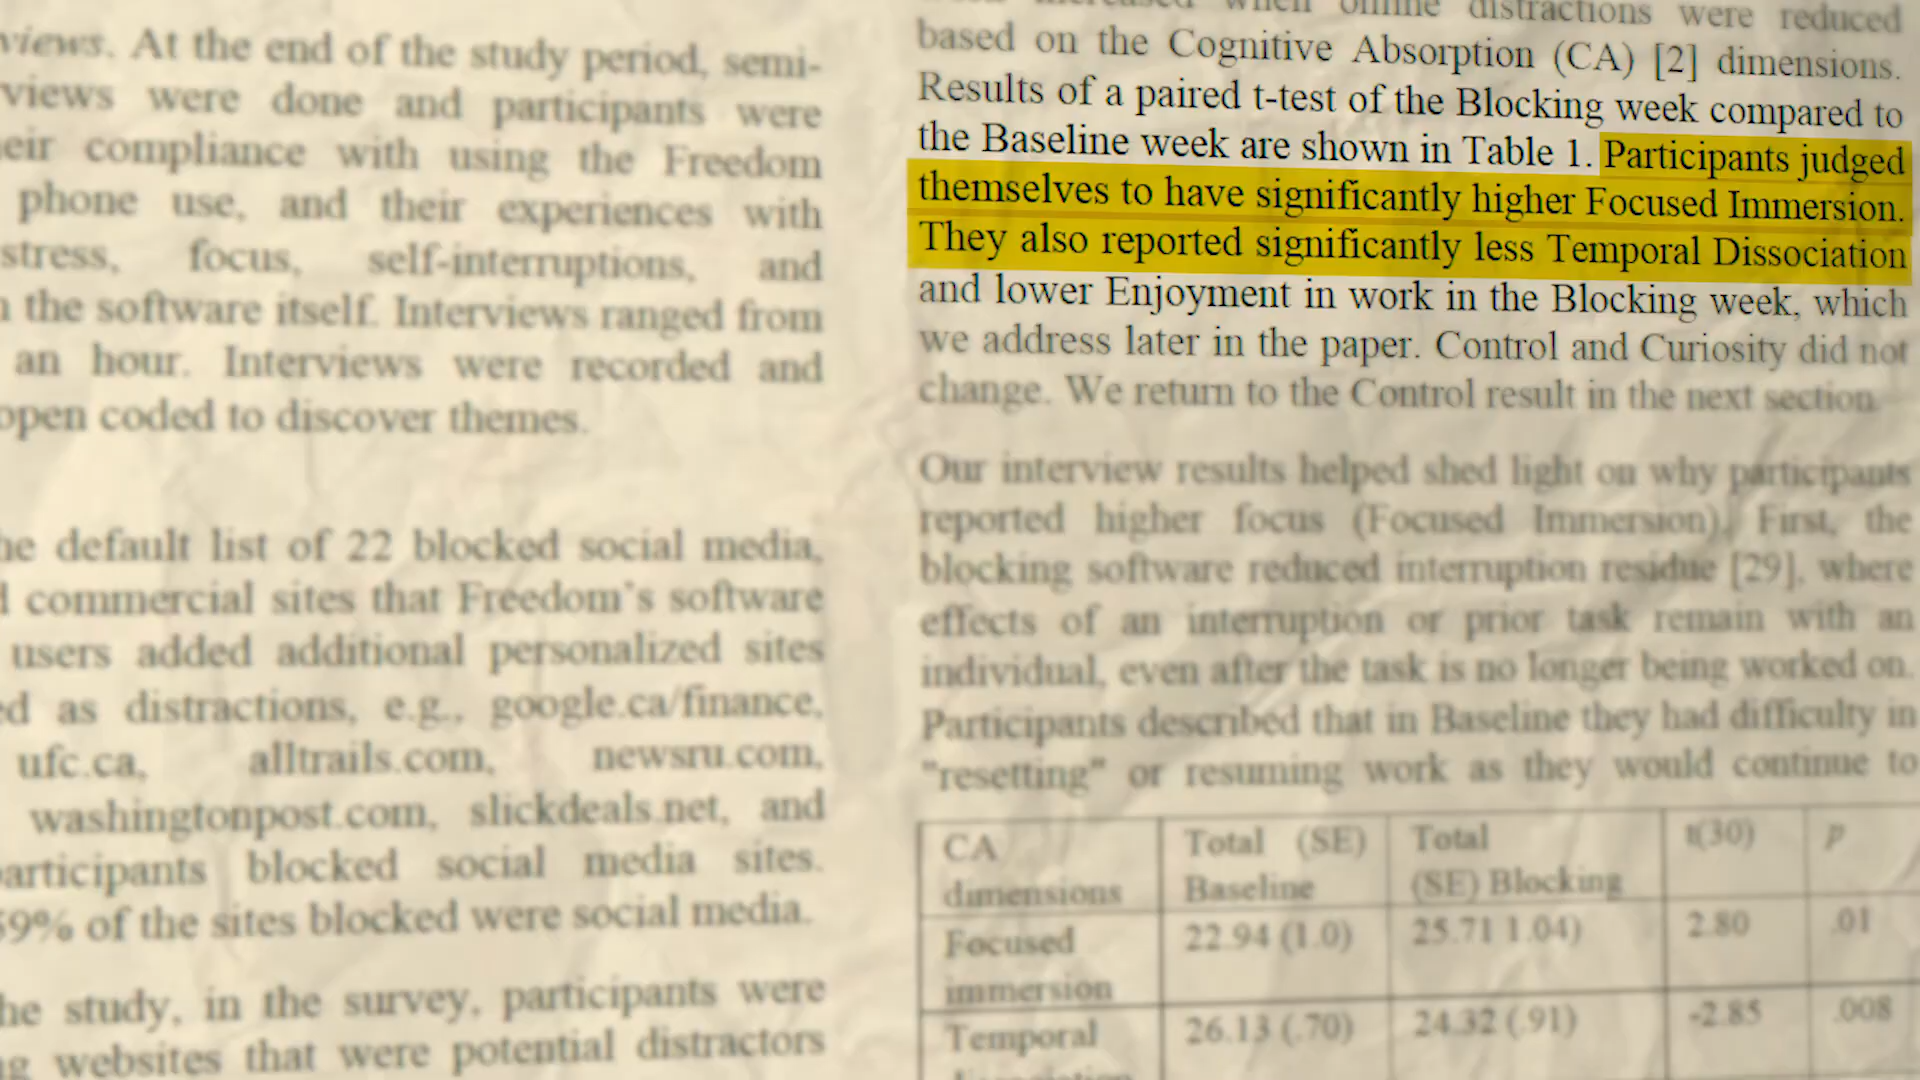 views. At the end of the study period, semi-
views were done and participants were
eir compliance with using the Freedom
phone use, and their experiences with
stress, focus, self-interruptions, and
the software itself. Interviews ranged from
an hour. Interviews were recorded and
open coded to discover themes.
he default list of 22 blocked social media,
commercial sites that Freedom's software
users added additional personalized sites
ed as distractions, e.g., google.ca/finance,
ufc.ca, alltrails.com, newsru.com,
washingtonpost.com, slickdeals.net, and
participants blocked social media sites.
59% of the sites blocked were social media.
he study, in the survey, participants were
ng websites that were potential distractors
increased when online distractions were reduced
based on the Cognitive Absorption (CA) [2] dimensions.
Results of a paired t-test of the Blocking week compared to
the Baseline week are shown in Table 1. Participants judged
themselves to have significantly higher Focused Immersion.
They also reported significantly less Temporal Dissociation
and lower Enjoyment in work in the Blocking week, which
we address later in the paper. Control and Curiosity did not
change. We return to the Control result in the next section.
Our interview results helped shed light on why participants
reported higher focus (Focused Immersion). First, the
blocking software reduced interruption residue [29], where
effects of an interruption or prior task remain with an
individual, even after the task is no longer being worked on.
Participants described that in Baseline they had difficulty in
"resetting" or resuming work as they would continue to
CA dimensions Total (SE) Baseline Total (SE) Blocking t(30) p
Focused immersion 22.94 (1.0) 25.71 1.04) 2.80 .01
Temporal 26.13 (.70) 24.32 (.91) -2.85 .008